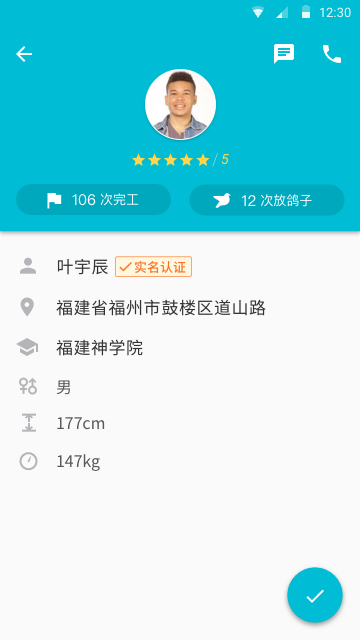 12:30
/ 5
106 次完工
12 次放鸽子
叶宇辰 实名认证
福建省福州市鼓楼区道山路
福建神学院
男
177cm
147kg